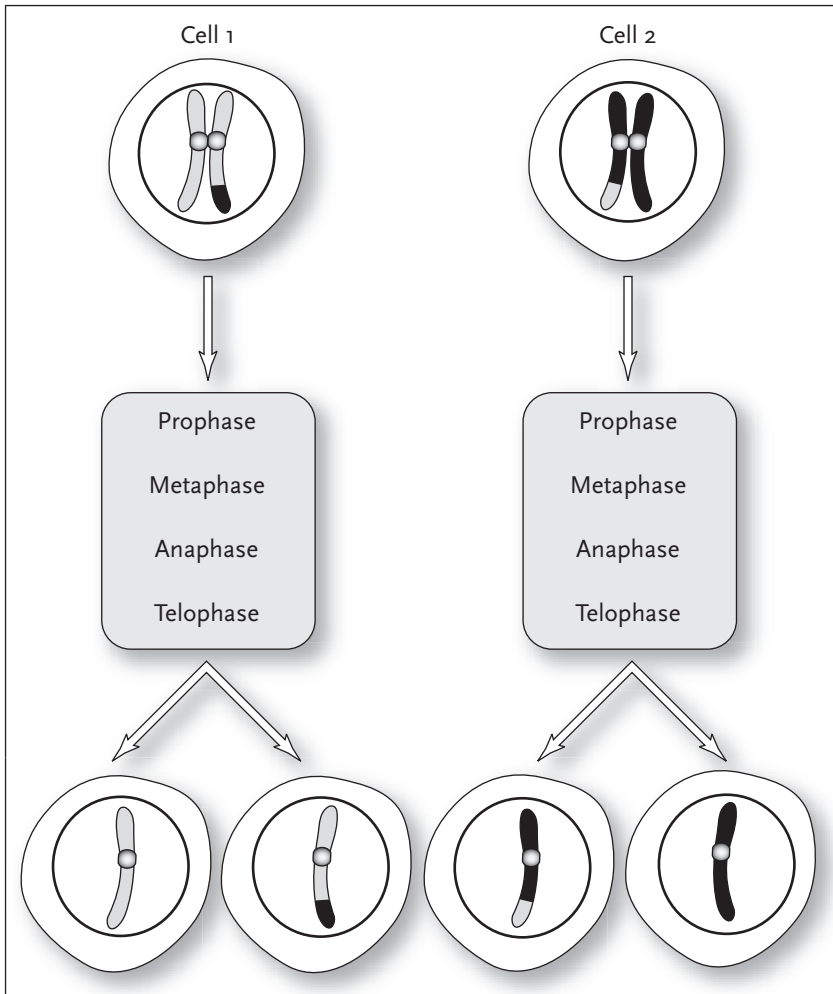 Cell 1
Cell 2
Prophase
Metaphase
Anaphase
Telophase
Prophase
Metaphase
Anaphase
Telophase